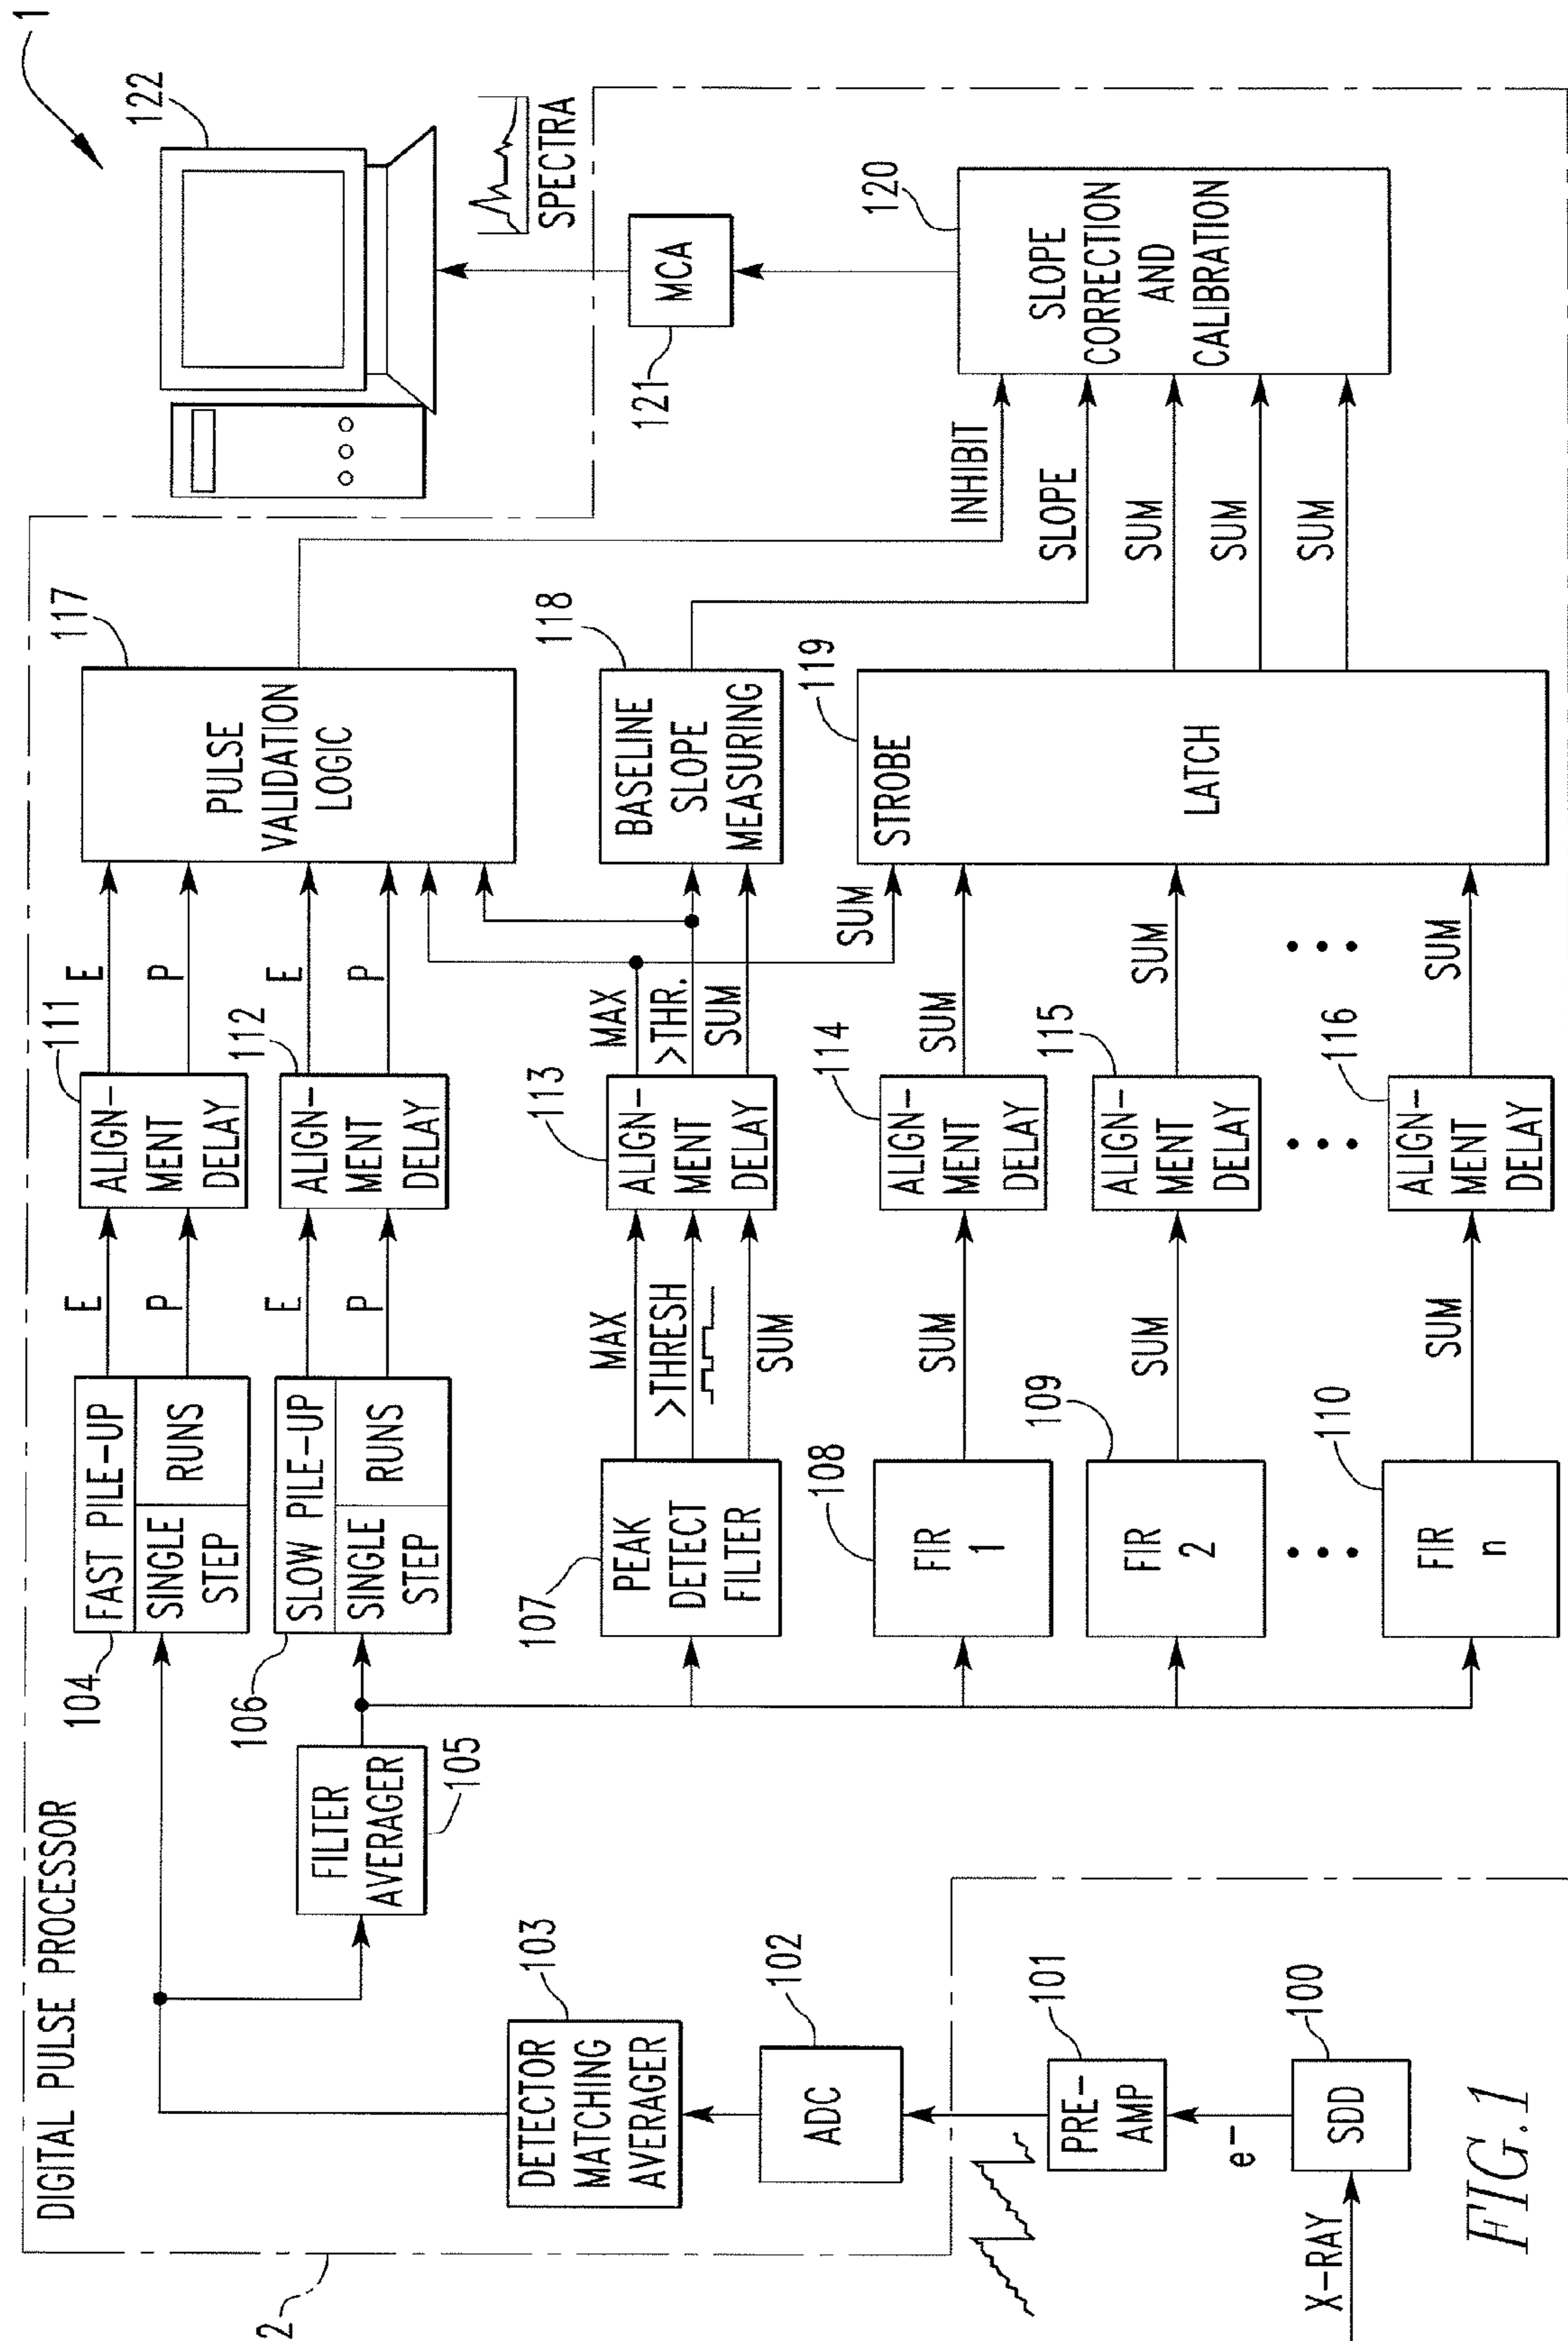 1
DIGITAL PULSE PROCESSOR
2
X-RAY
SDD
100
e−
PRE-
AMP
101
ADC
102
DETECTOR
MATCHING
AVERAGER
103
FILTER
AVERAGER
105
FAST PILE-UP
SINGLE
STEP
RUNS
104
SLOW PILE-UP
SINGLE
STEP
RUNS
106
PEAK
DETECT
FILTER
107
FIR
1
108
FIR
2
109
FIR
n
110
E
P
E
P
MAX
>THRESH
SUM
SUM
SUM
SUM
ALIGN-
MENT
DELAY
111
ALIGN-
MENT
DELAY
112
ALIGN-
MENT
DELAY
113
ALIGN-
MENT
DELAY
114
ALIGN-
MENT
DELAY
115
ALIGN-
MENT
DELAY
116
E
P
E
P
MAX
>THR.
SUM
SUM
SUM
SUM
SUM
PULSE
VALIDATION
LOGIC
117
BASELINE
SLOPE
MEASURING
118
STROBE
LATCH
119
INHIBIT
SLOPE
SUM
SUM
SUM
SLOPE
CORRECTION
AND
CALIBRATION
120
MCA
121
SPECTRA
122
FIG.1